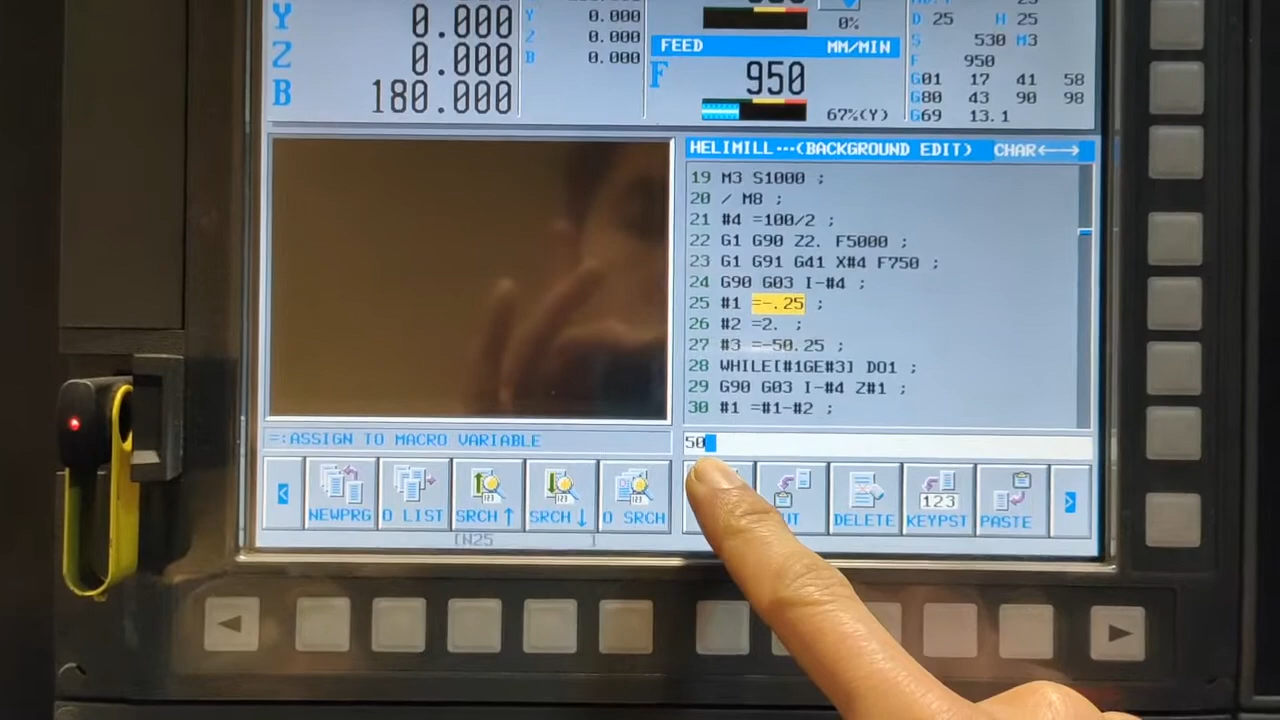 Y 0.000
Z 0.000
B 180.000
Y 0.000
Z 0.000
B 0.000
0%
FEED MM/MIN
F 950
67%(Y)
D 25 H 25
S 530 M3
F 950
G01 17 41 58
G80 43 90 98
G69 13.1
HELIMILL···(BACKGROUND EDIT) CHAR←→
19 M3 S1000 ;
20 / M8 ;
21 #4 =100/2 ;
22 G1 G90 Z2. F5000 ;
23 G1 G91 G41 X#4 F750 ;
24 G90 G03 I-#4 ;
25 #1 =-.25 ;
26 #2 =2. ;
27 #3 =-50.25 ;
28 WHILE[#1GE#3] DO1 ;
29 G90 G03 I-#4 Z#1 ;
30 #1 =#1-#2 ;
=:ASSIGN TO MACRO VARIABLE
50
< NEWPRG O LIST SRCH↑ SRCH↓ O SRCH DELETE KEYPST PASTE >
[N25 ]